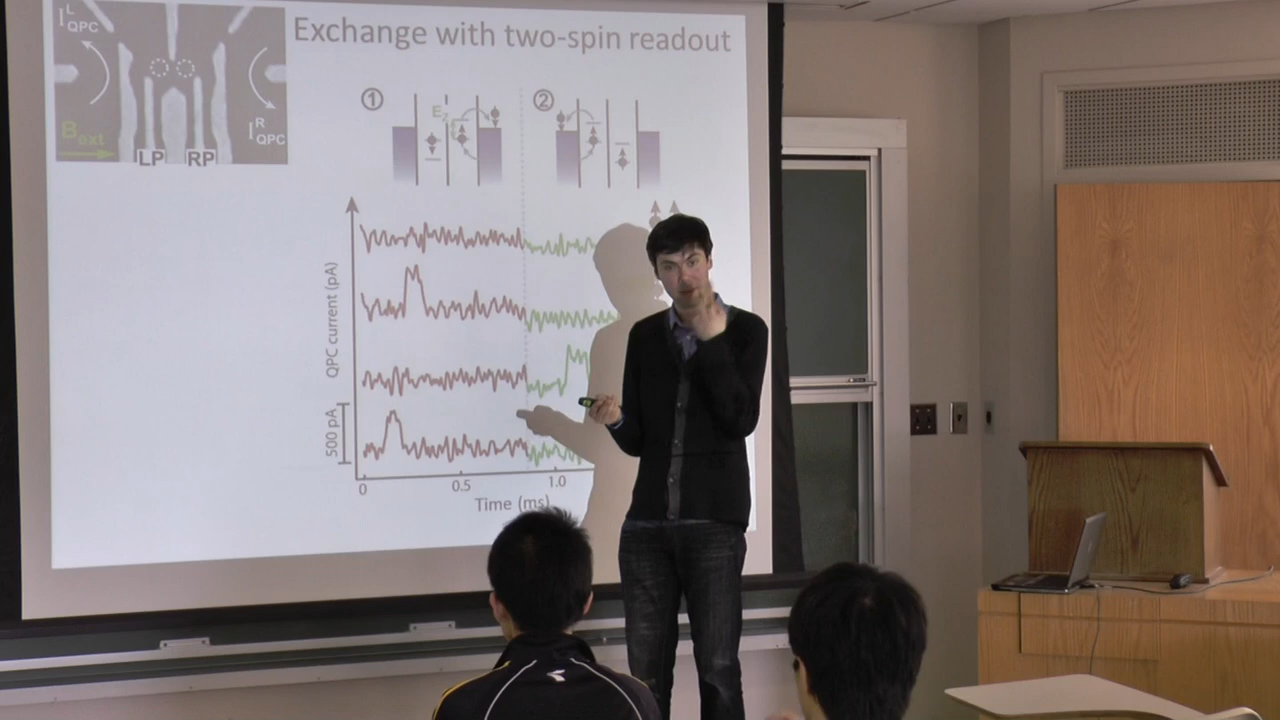 Exchange with two-spin readout
I^L_QPC
B_ext
LP RP
I^R_QPC
①
E_Z
②
QPC current (pA)
500 pA
0 0.5 1.0
Time (ms)